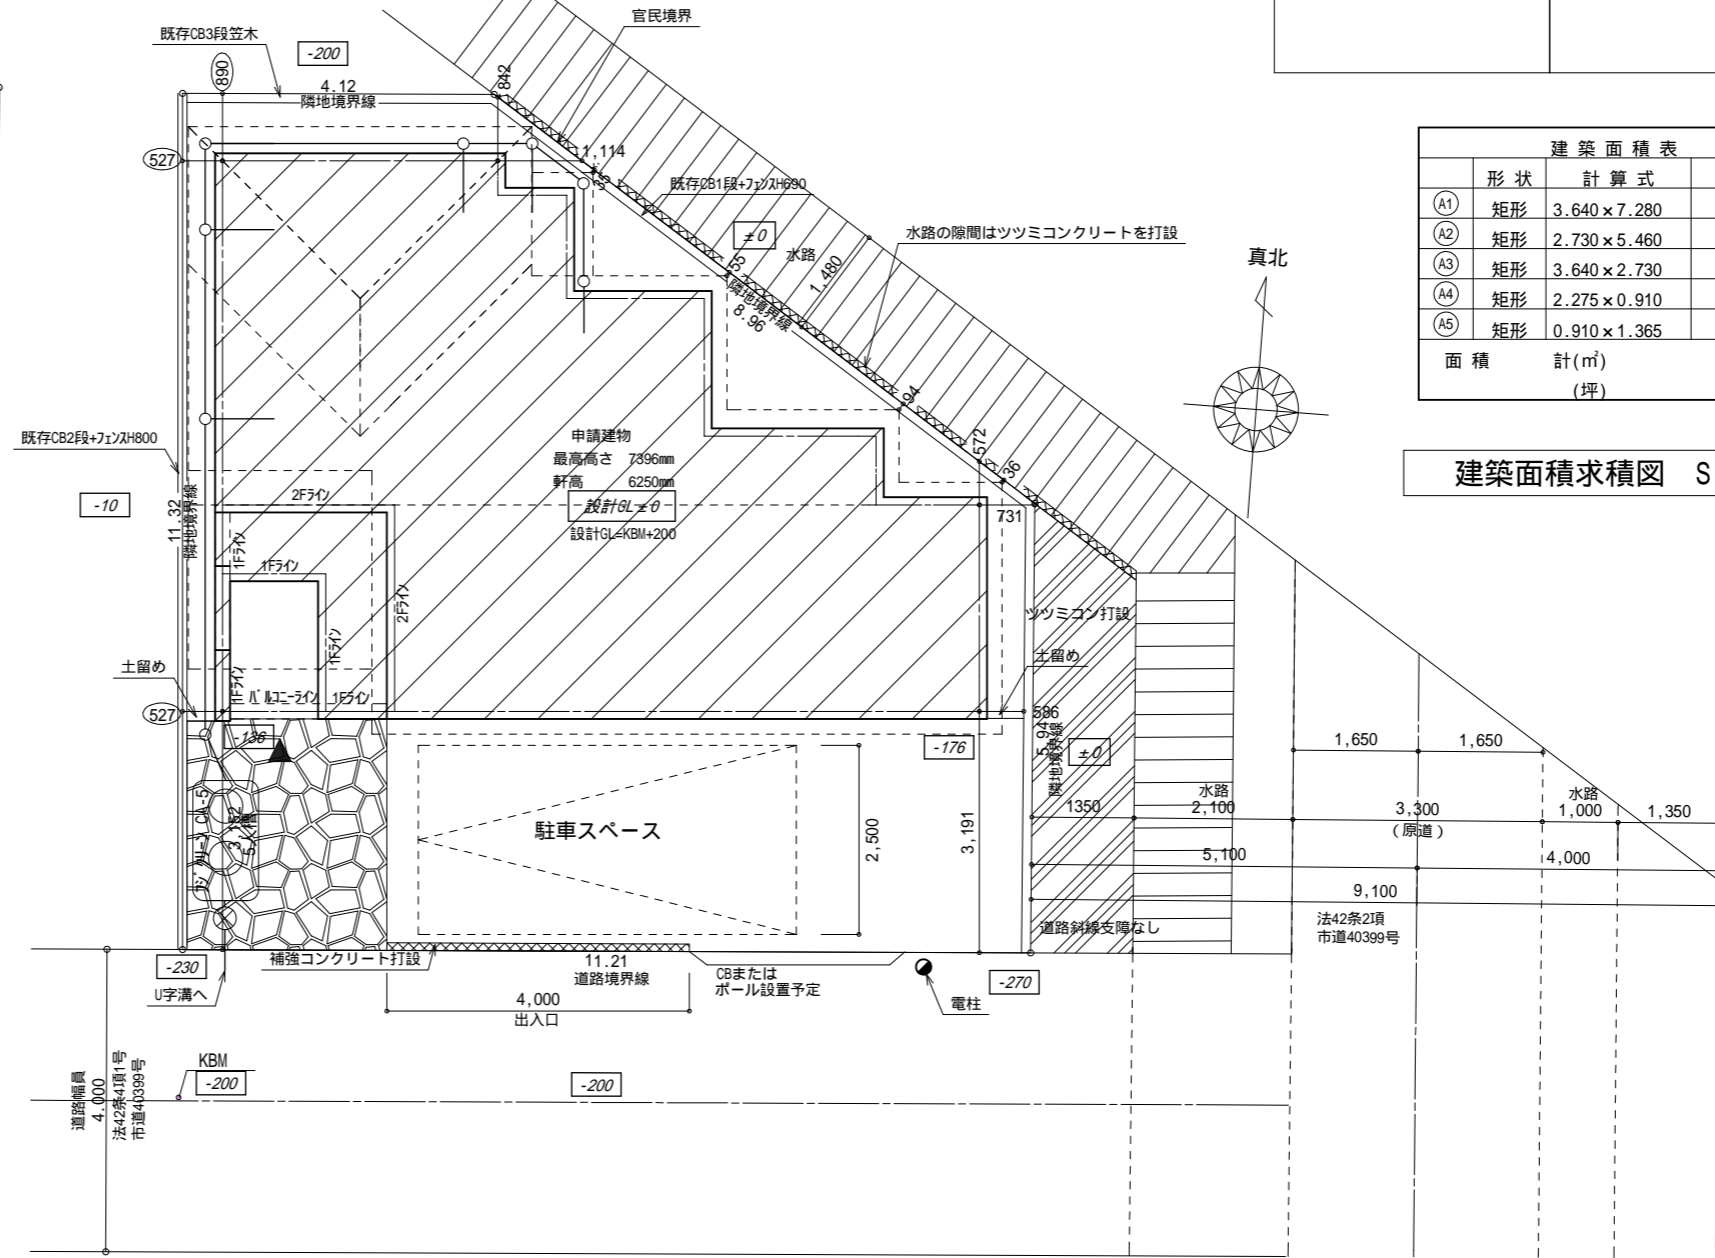 官民境界
既存CB3段笠木
-200
890
4.12
隣地境界線
842
527
1,114
35
既存CB1段+フェンスH690
±0
水路
水路の隙間はツツミコンクリートを打設
1,480
55
隣地境界線
8.96
真北
建築面積表
形状 計算式
A1 矩形 3.640×7.280
A2 矩形 2.730×5.460
A3 矩形 3.640×2.730
A4 矩形 2.275×0.910
A5 矩形 0.910×1.365
面積 計(㎡)
(坪)
建築面積求積図 S
94
既存CB2段+フェンスH800
申請建物
最高高さ 7396mm
軒高 6250mm
設計GL±0
設計GL=KBM+200
572
36
-10
11.32
隣地境界線
2Fライン
731
1Fライン
1Fライン
2Fライン
1Fライン
ツツミコン打設
土留め
土留め
1Fライン
バルコニーライン
1Fライン
527
586
-136
-176
5.94
隣地境界線
±0
1,650
1,650
フジクリーン CA-5
3,152
5人槽
駐車スペース
2,500
3,191
1350
水路
2,100
3,300
(原道)
水路
1,000
1,350
5,100
4,000
9,100
法42条2項
市道40399号
道路斜線支障なし
-230
補強コンクリート打設
11.21
道路境界線
CBまたは
ポール設置予定
-270
U字溝へ
4,000
出入口
電柱
KBM
-200
-200
道路幅員
4.000
法42条4項1号
市道40399号